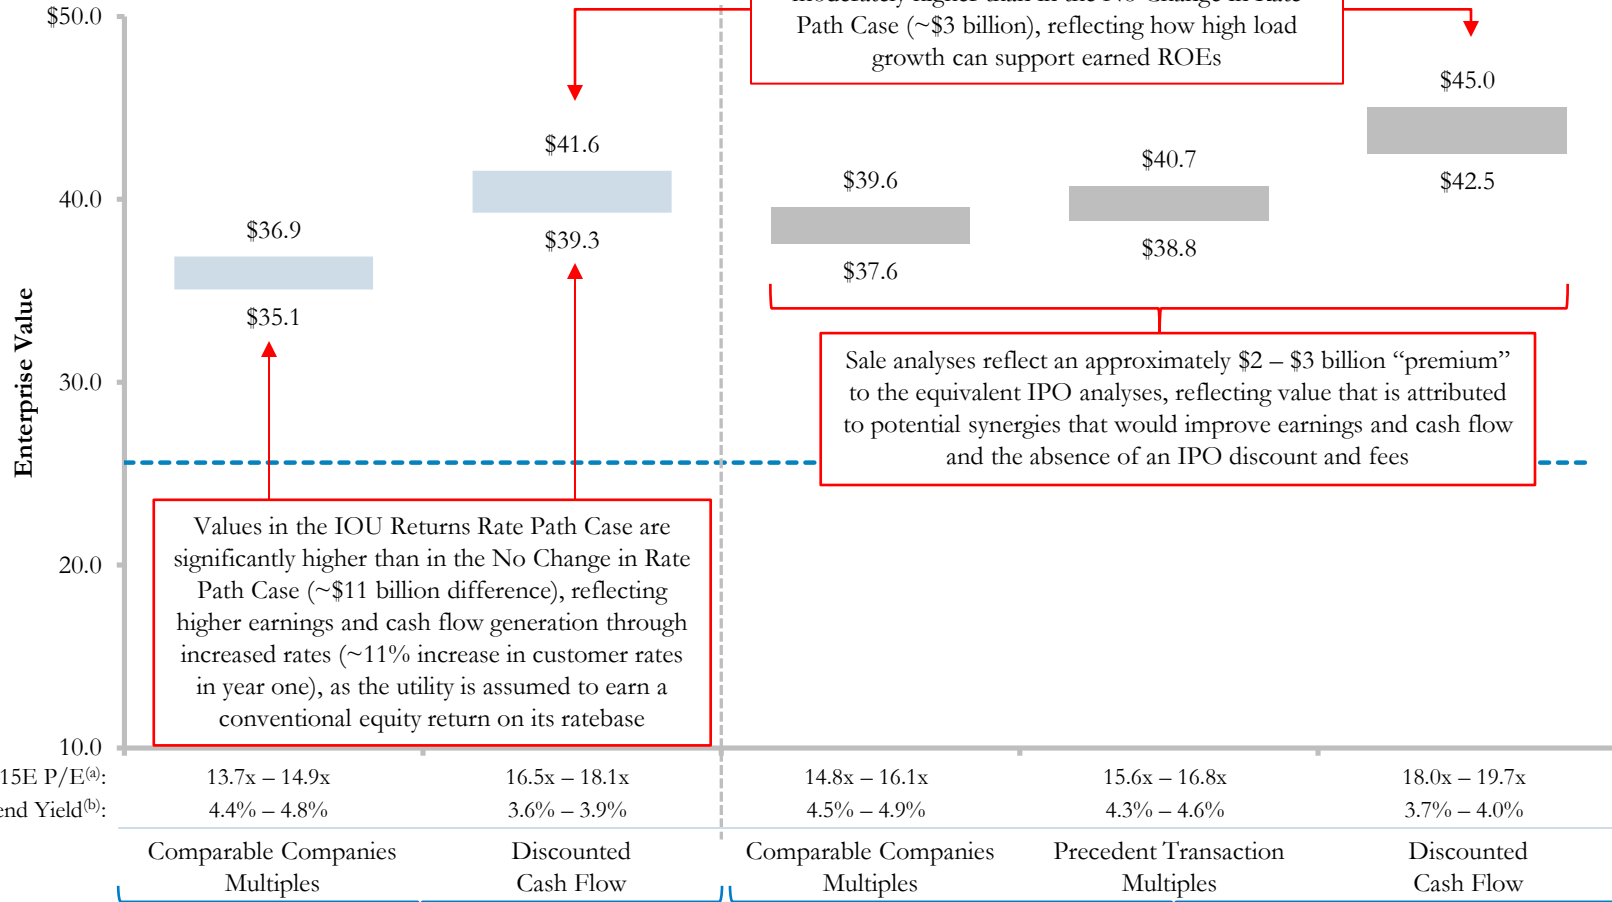 $50.0
Path Case (~$3 billion), reflecting how high load
growth can support earned ROEs
$45.0
$41.6
$40.7
$39.6
$42.5
40.0
$36.9
$39.3
$38.8
$37.6
$35.1
Enterprise Value
30.0
Sale analyses reflect an approximately $2 – $3 billion “premium”
to the equivalent IPO analyses, reflecting value that is attributed
to potential synergies that would improve earnings and cash flow
and the absence of an IPO discount and fees
Values in the IOU Returns Rate Path Case are
significantly higher than in the No Change in Rate
Path Case (~$11 billion difference), reflecting
higher earnings and cash flow generation through
increased rates (~11% increase in customer rates
in year one), as the utility is assumed to earn a
conventional equity return on its ratebase
20.0
10.0
15E P/E(a): 13.7x – 14.9x 16.5x – 18.1x 14.8x – 16.1x 15.6x – 16.8x 18.0x – 19.7x
end Yield(b): 4.4% – 4.8% 3.6% – 3.9% 4.5% – 4.9% 4.3% – 4.6% 3.7% – 4.0%
Comparable Companies
Multiples
Discounted
Cash Flow
Comparable Companies
Multiples
Precedent Transaction
Multiples
Discounted
Cash Flow